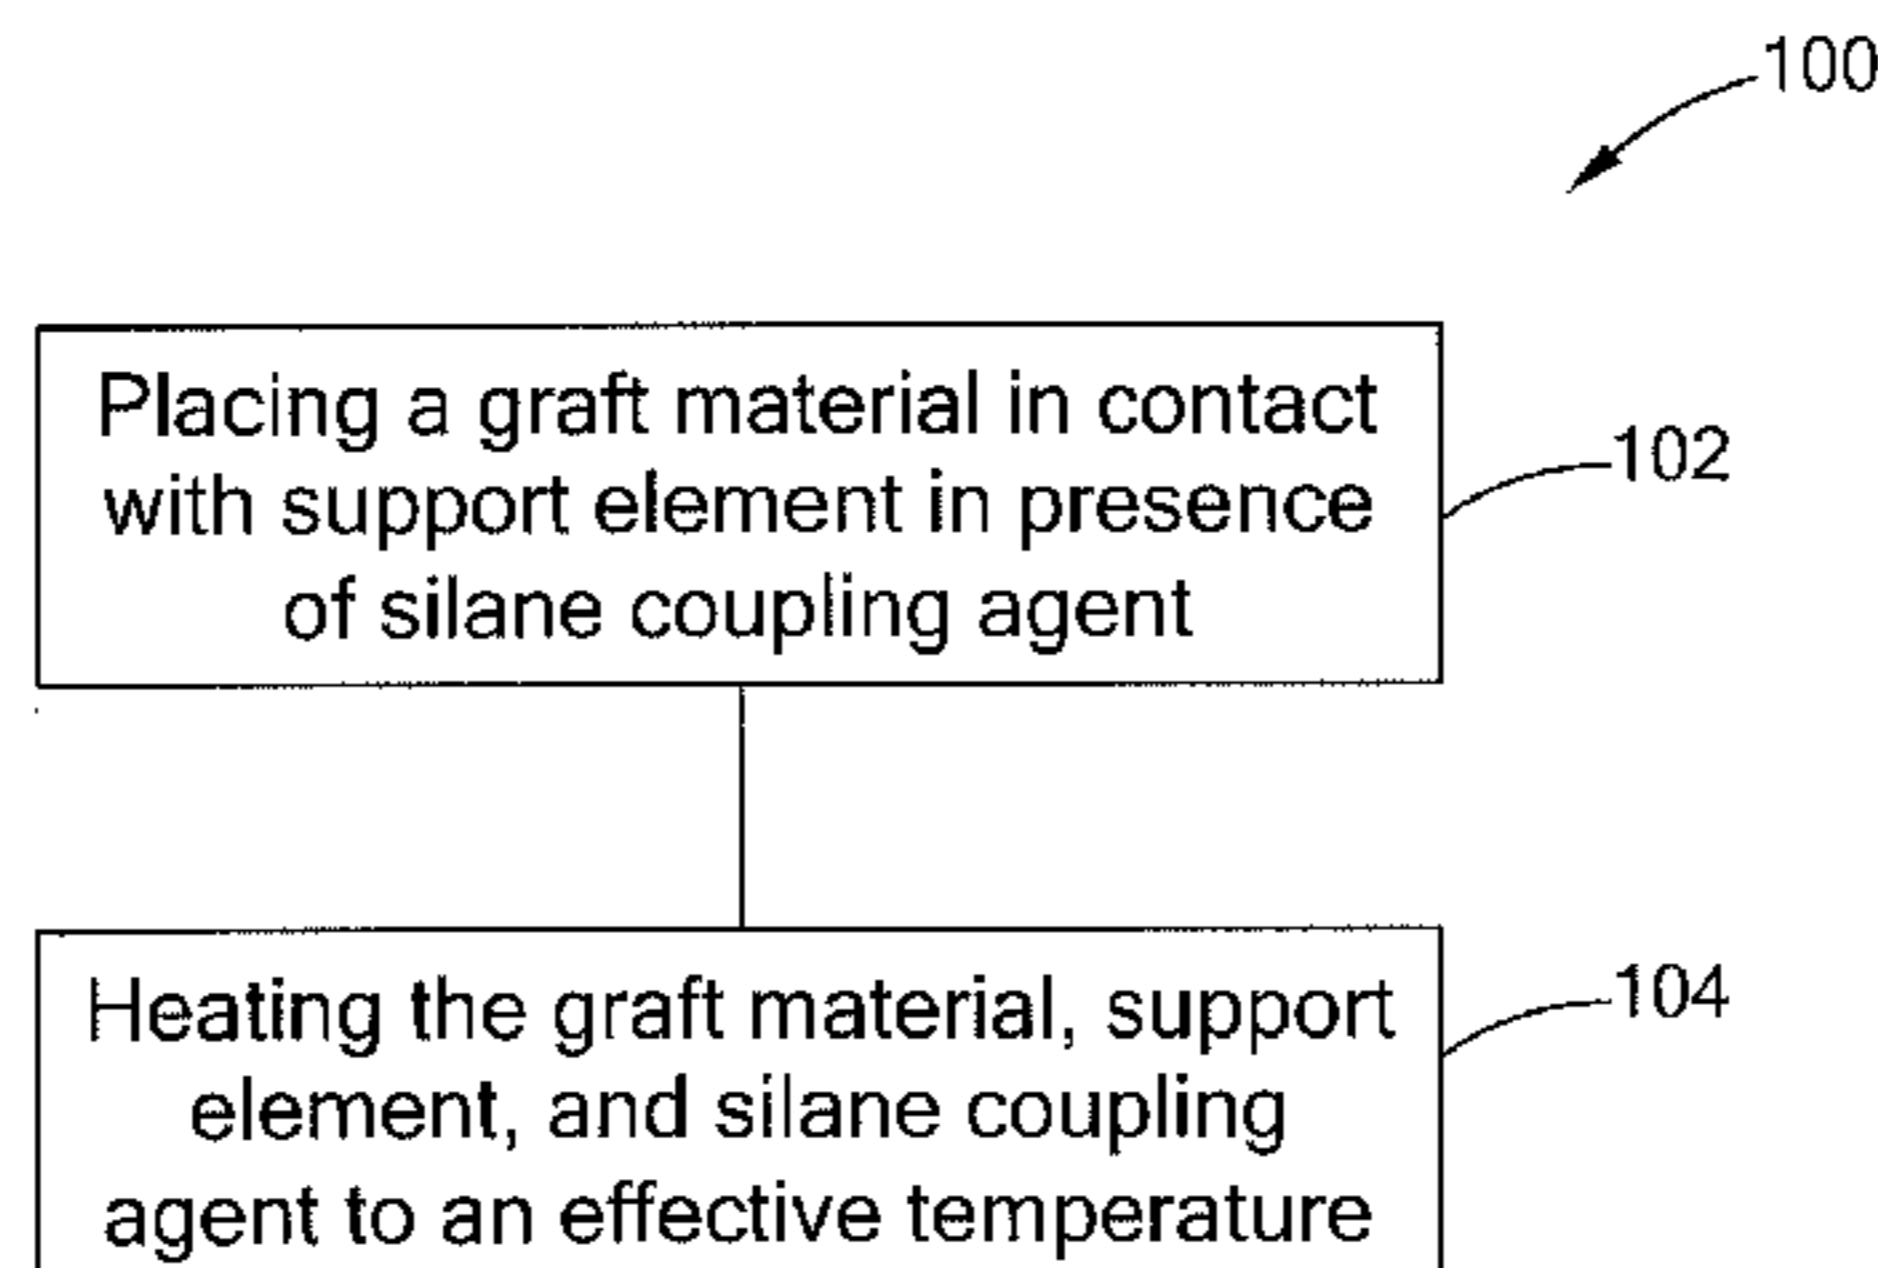 100
Placing a graft material in contact
with support element in presence
of silane coupling agent
102
Heating the graft material, support
element, and silane coupling
agent to an effective temperature
104